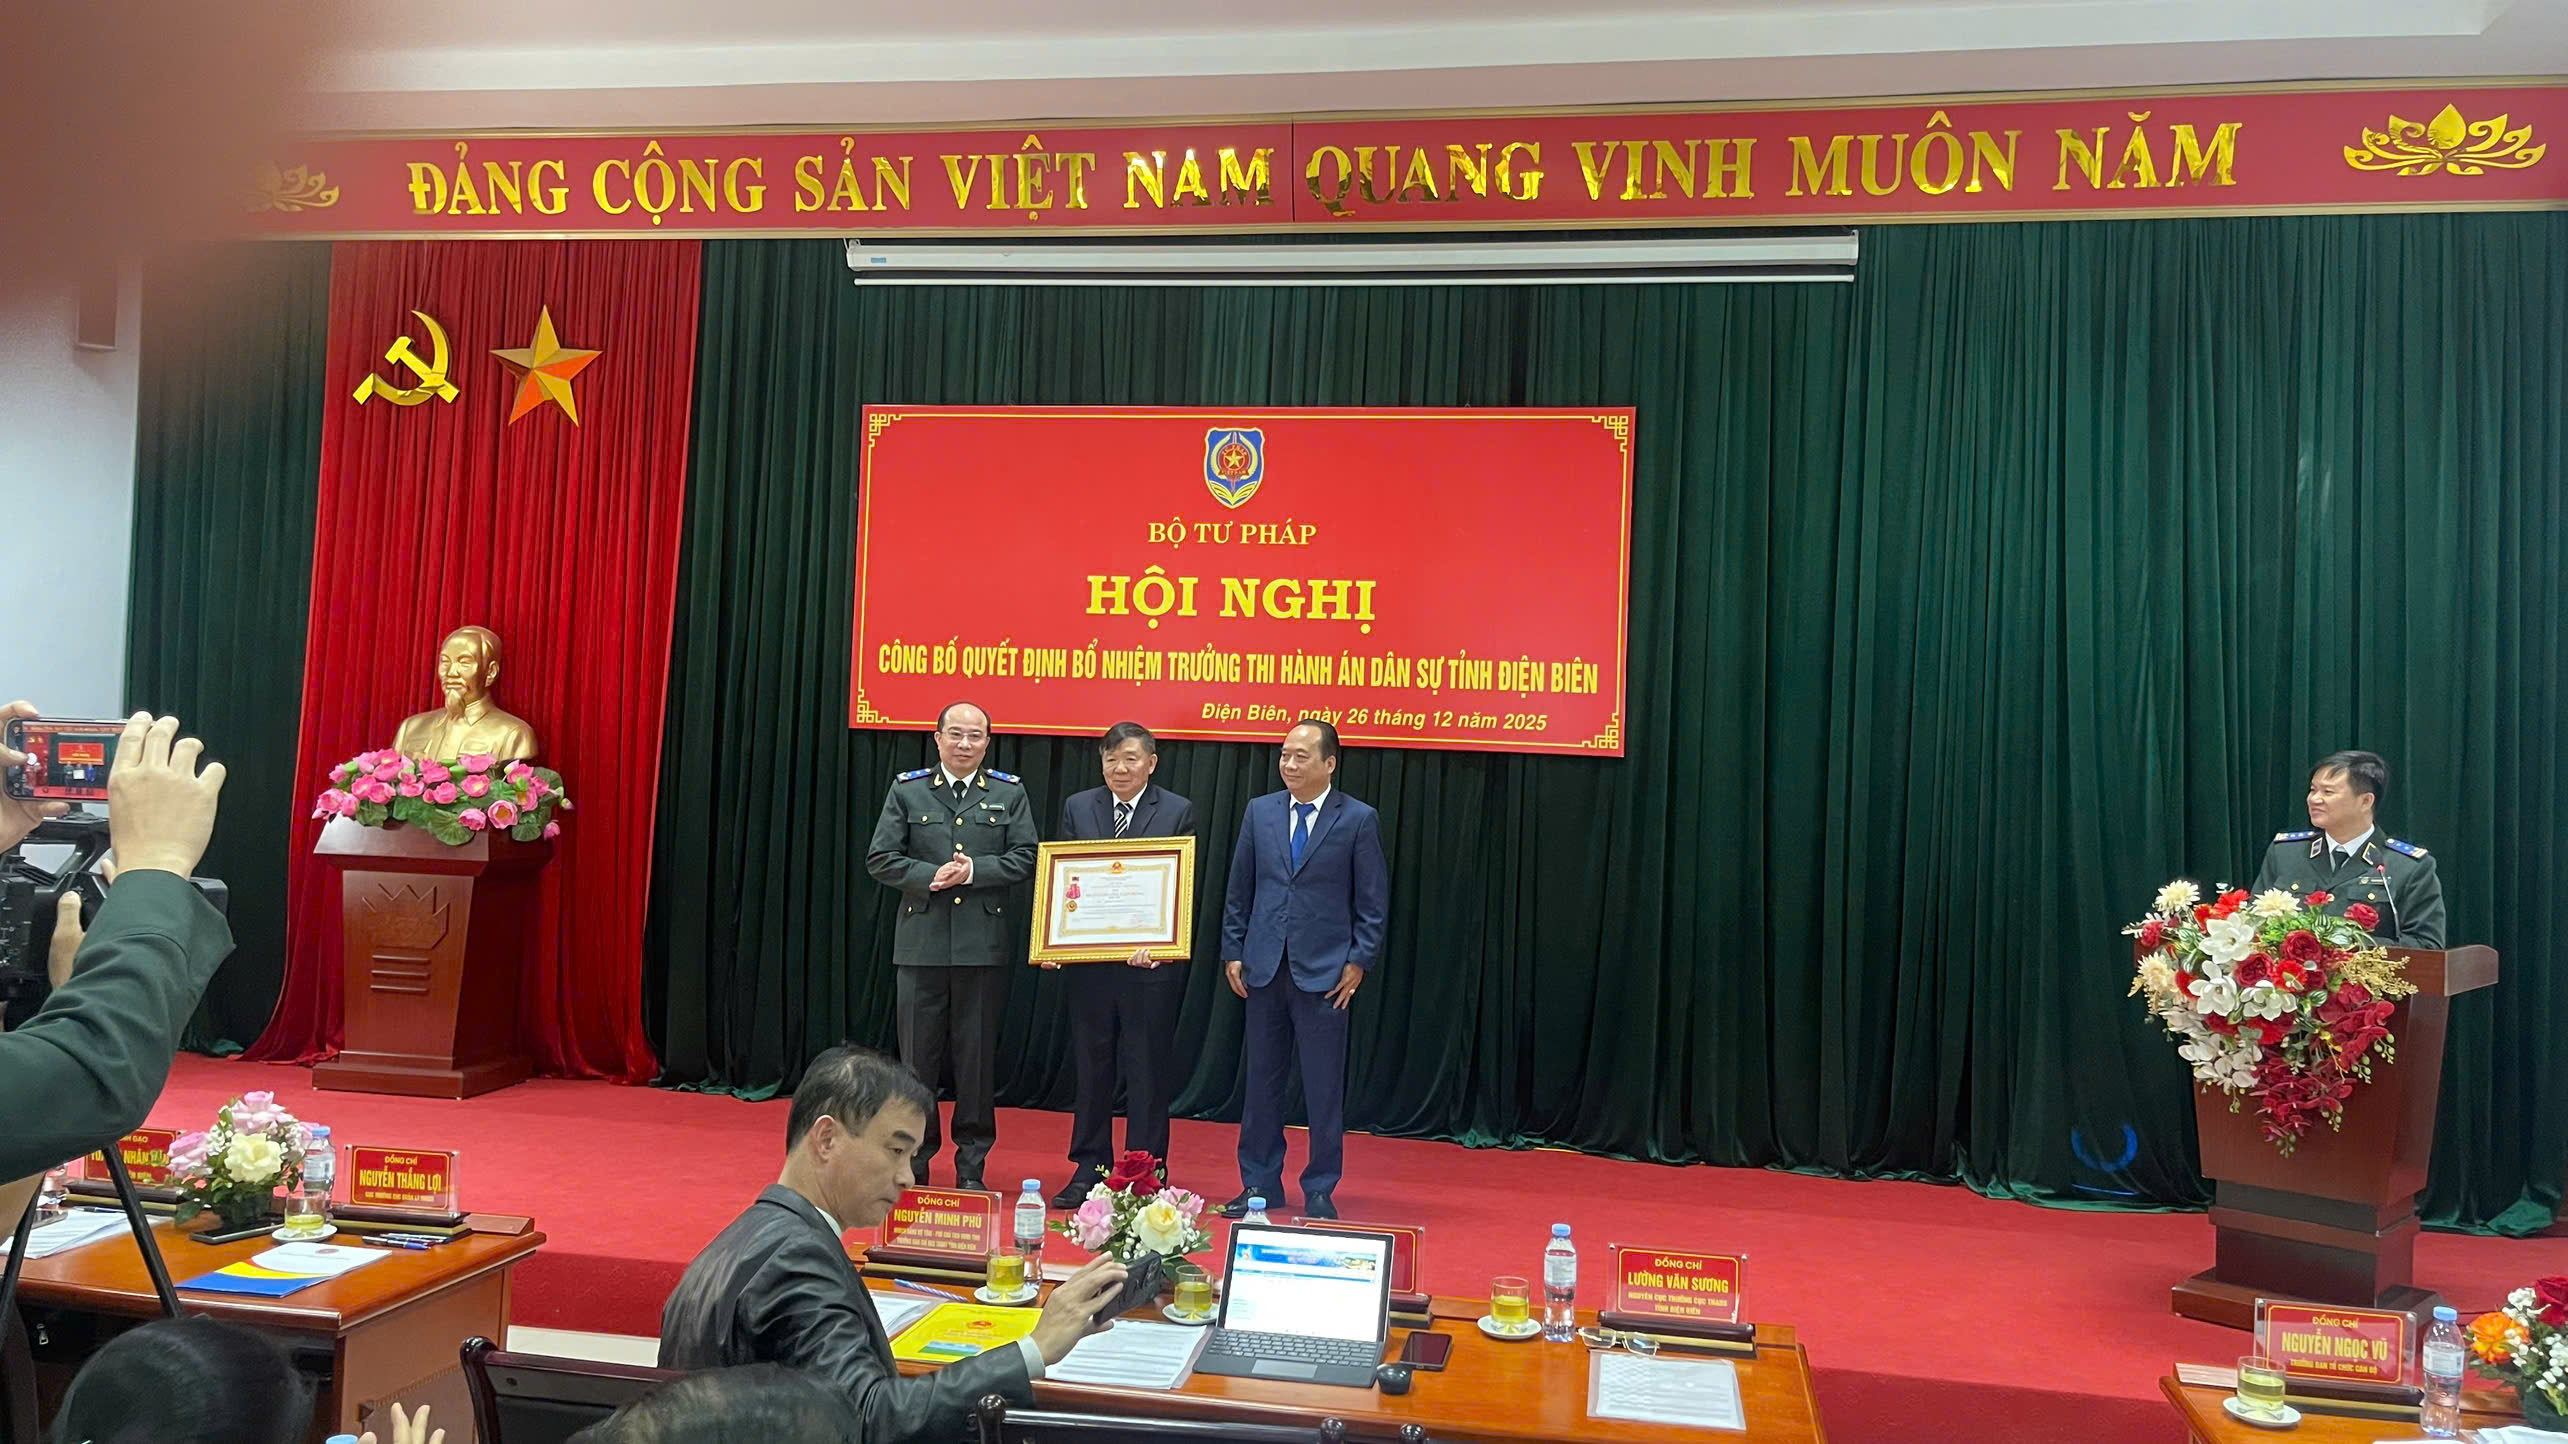 ĐẢNG CỘNG SẢN VIỆT NAM QUANG VINH MUÔN NĂM
BỘ TƯ PHÁP
HỘI NGHỊ
CÔNG BỐ QUYẾT ĐỊNH BỔ NHIỆM TRƯỞNG THI HÀNH ÁN DÂN SỰ TỈNH ĐIỆN BIÊN
Điện Biên, ngày 26 tháng 12 năm 2025
NHÂN
ĐỒNG CHÍ
NGUYỄN THẮNG LỢI
ĐỒNG CHÍ
NGUYỄN MINH PHÚ
ĐỒNG CHÍ
LƯỜNG VĂN SƯƠNG
NGUYÊN CỤC TRƯỞNG CỤC THADS
TỈNH ĐIỆN BIÊN
ĐỒNG CHÍ
NGUYỄN NGỌC VŨ
TRƯỞNG BAN TỔ CHỨC CÁN BỘ